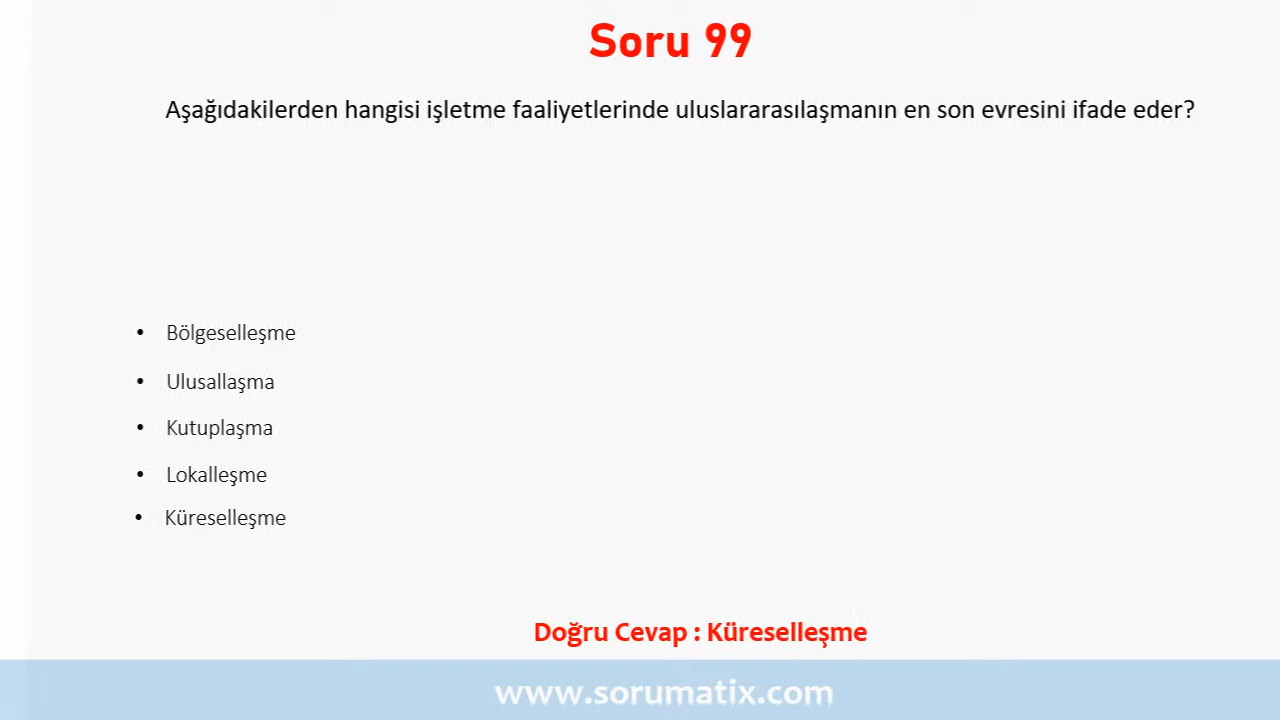 Soru 99
Aşağıdakilerden hangisi işletme faaliyetlerinde uluslararasılaşmanın en son evresini ifade eder?
• Bölgeselleşme
• Ulusallaşma
• Kutuplaşma
• Lokalleşme
• Küreselleşme
Doğru Cevap : Küreselleşme
www.sorumatix.com